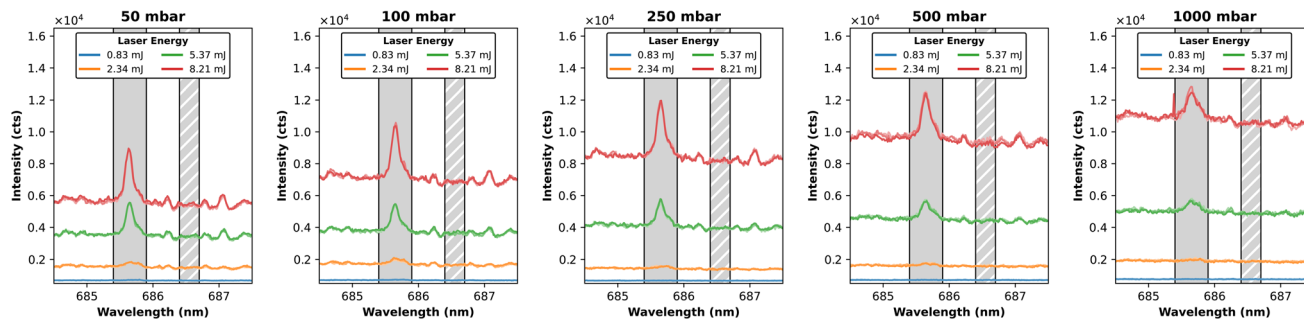 50 mbar
×10⁴
Laser Energy
0.83 mJ 5.37 mJ
2.34 mJ 8.21 mJ
Intensity (cts)
1.6
1.4
1.2
1.0
0.8
0.6
0.4
0.2
685 686 687
Wavelength (nm)
100 mbar
×10⁴
Laser Energy
0.83 mJ 5.37 mJ
2.34 mJ 8.21 mJ
Intensity (cts)
1.6
1.4
1.2
1.0
0.8
0.6
0.4
0.2
685 686 687
Wavelength (nm)
250 mbar
×10⁴
Laser Energy
0.83 mJ 5.37 mJ
2.34 mJ 8.21 mJ
Intensity (cts)
1.6
1.4
1.2
1.0
0.8
0.6
0.4
0.2
685 686 687
Wavelength (nm)
500 mbar
×10⁴
Laser Energy
0.83 mJ 5.37 mJ
2.34 mJ 8.21 mJ
Intensity (cts)
1.6
1.4
1.2
1.0
0.8
0.6
0.4
0.2
685 686 687
Wavelength (nm)
1000 mbar
×10⁴
Laser Energy
0.83 mJ 5.37 mJ
2.34 mJ 8.21 mJ
Intensity (cts)
1.6
1.4
1.2
1.0
0.8
0.6
0.4
0.2
685 686 687
Wavelength (nm)